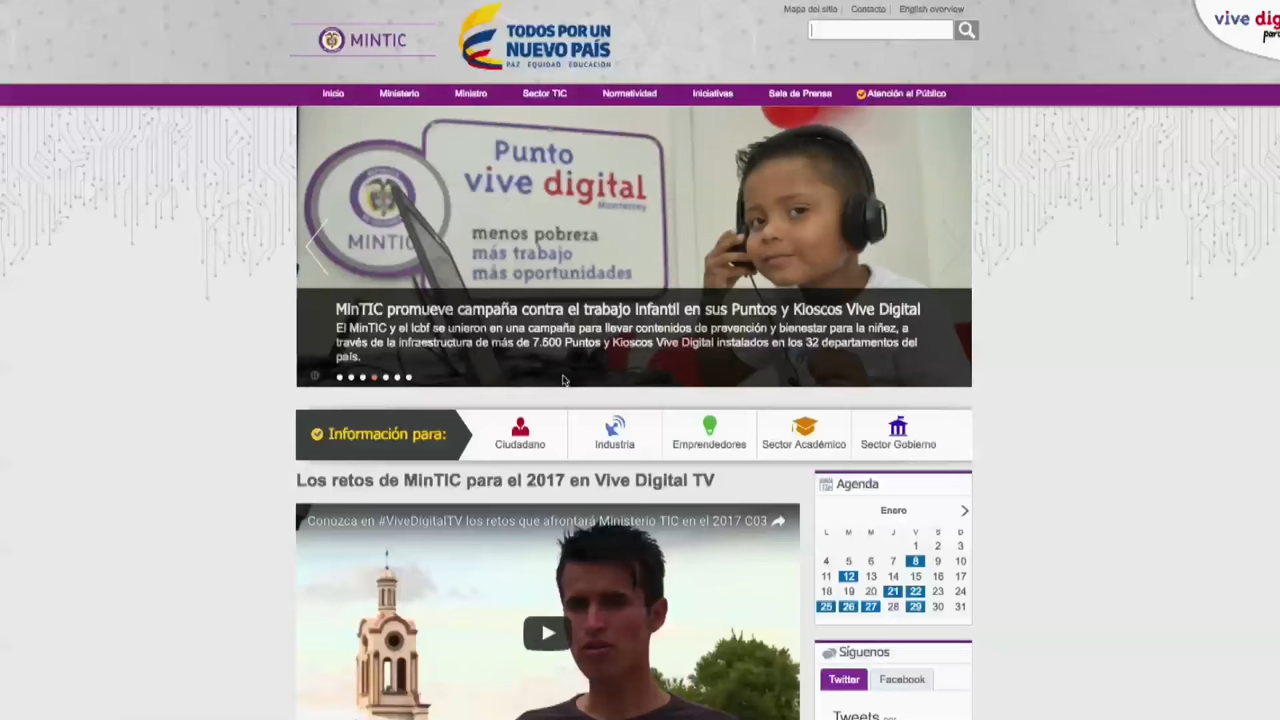 Mapa del sitio | Contacto | English overview
MINTIC
TODOS POR UN
NUEVO PAÍS
PAZ EQUIDAD EDUCACIÓN
vive dig
para
Inicio
Ministerio
Ministro
Sector TIC
Normatividad
Iniciativas
Sala de Prensa
Atención al Público
Punto
vive digital
Monterrey
MINTIC
menos pobreza
más trabajo
más oportunidades
MinTIC promueve campaña contra el trabajo infantil en sus Puntos y Kioscos Vive Digital
El MinTIC y el Icbf se unieron en una campaña para llevar contenidos de prevención y bienestar para la niñez, a
través de la infraestructura de más de 7.500 Puntos y Kioscos Vive Digital instalados en los 32 departamentos del
país.
Información para:
Ciudadano
Industria
Emprendedores
Sector Académico
Sector Gobierno
Los retos de MinTIC para el 2017 en Vive Digital TV
Conozca en #ViveDigitalTV los retos que afrontará Ministerio TIC en el 2017 C03
Agenda
Enero
L M M J V S D
1 2 3
4 5 6 7 8 9 10
11 12 13 14 15 16 17
18 19 20 21 22 23 24
25 26 27 28 29 30 31
Síguenos
Twitter
Facebook
Tweets por